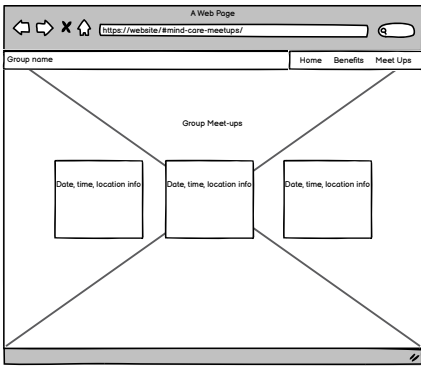 A Web Page
https://website/#mind-care-meetups/
Group name
Home Benefits Meet Ups
Group Meet-ups
Date, time, location info
Date, time, location info
Date, time, location info